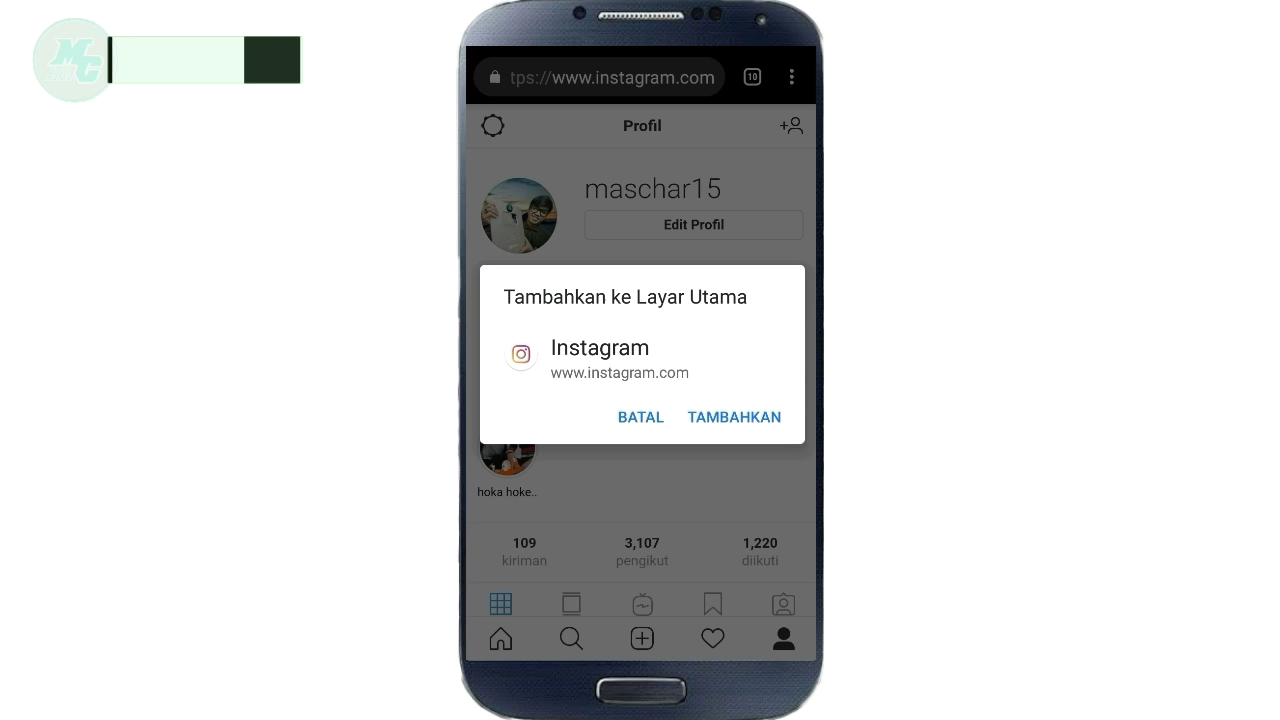 MC
tps://www.instagram.com
10
Profil
maschar15
Edit Profil
Tambahkan ke Layar Utama
Instagram
www.instagram.com
BATAL
TAMBAHKAN
hoka hoke..
109
3,107
1,220
kiriman
pengikut
diikuti